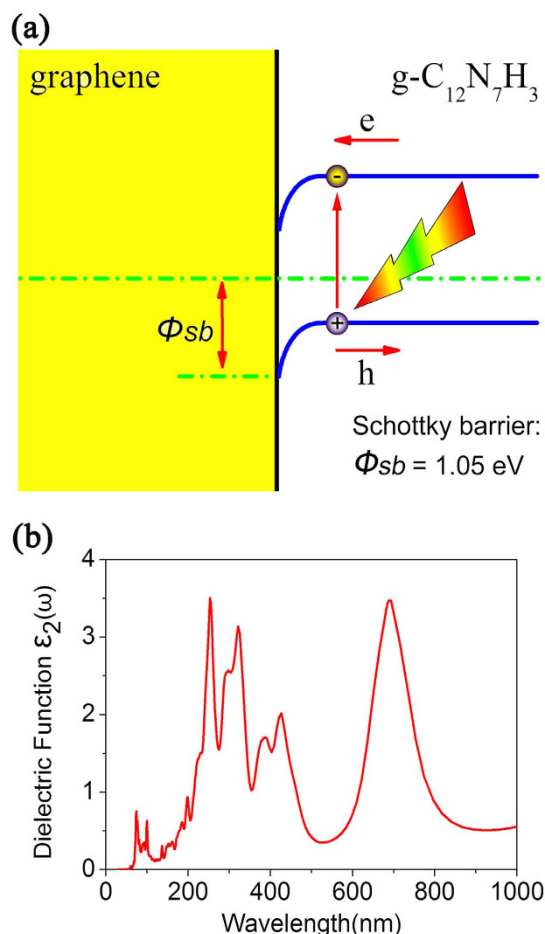 (a)
graphene
g-C₁₂N₇H₃
e
-
Φsb
+
h
Schottky barrier:
Φsb = 1.05 eV
(b)
Dielectric Function ε₂(ω)
4
3
2
1
0
0 200 400 600 800 1000
Wavelength(nm)